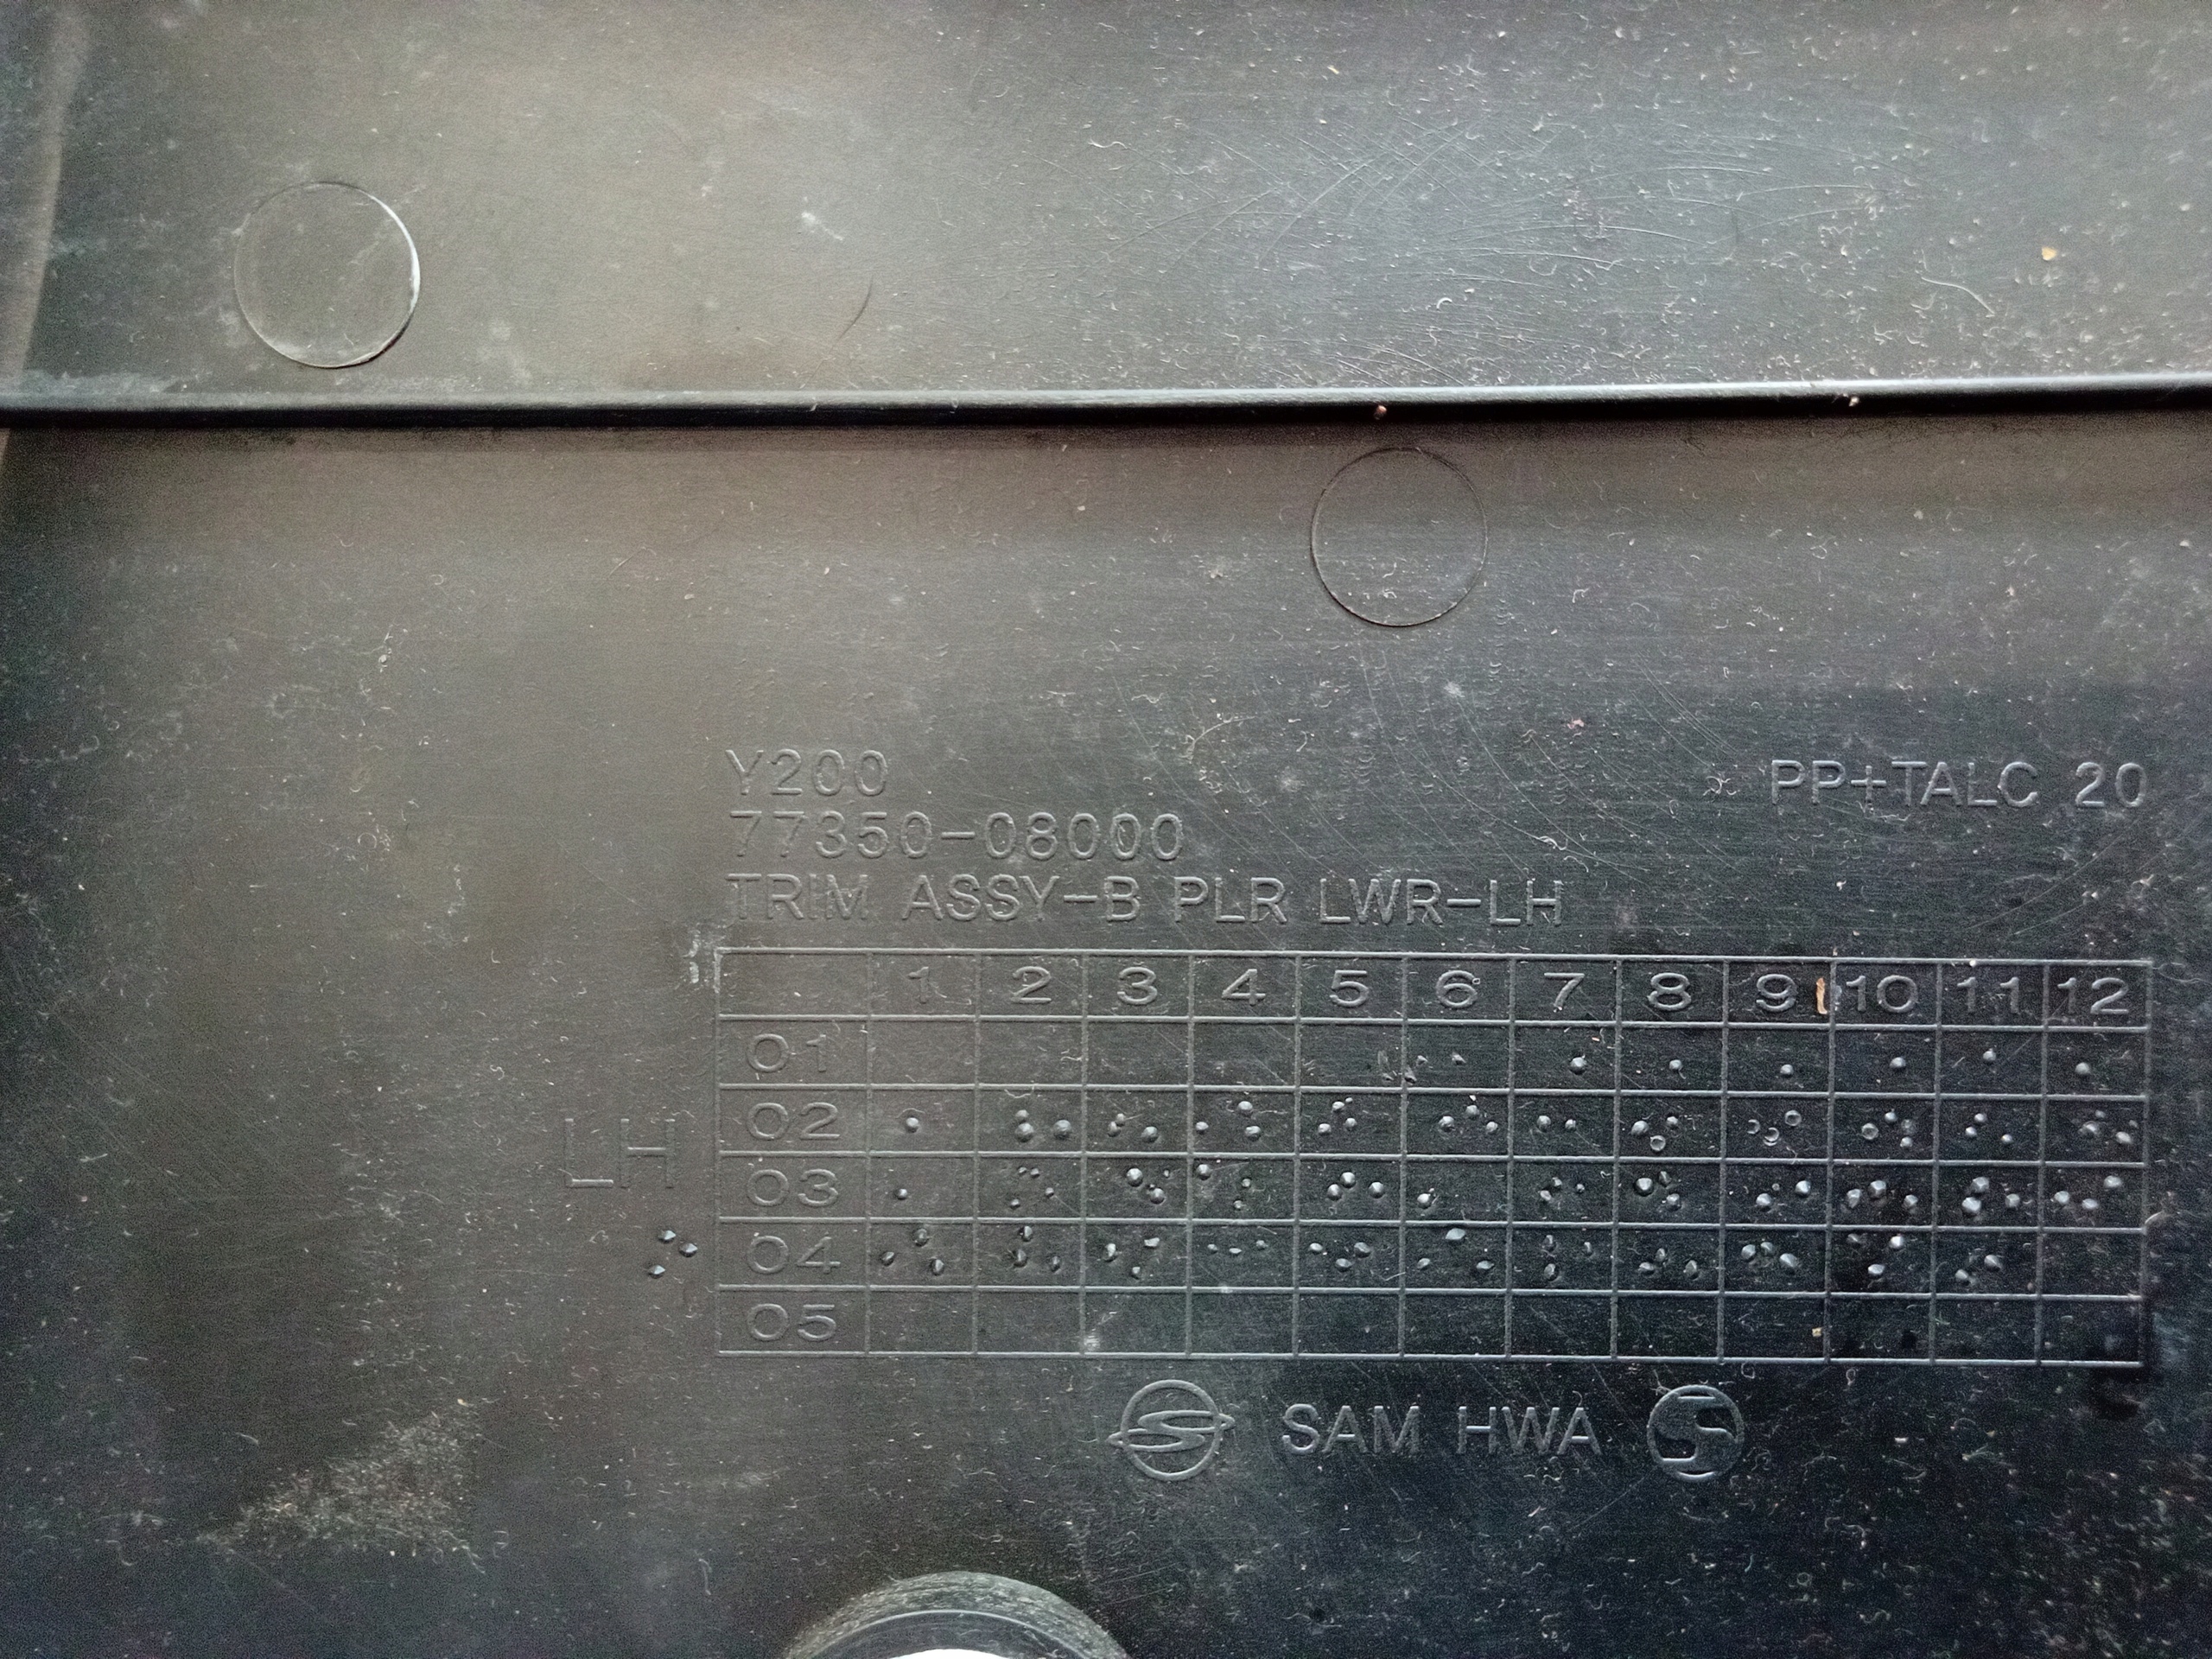 Y200
PP+TALC 20
77350-08000
TRIM ASSY-B PLR LWR-LH
1 2 3 4 5 6 7 8 9 10 11 12
01
02
LH
03
04
05
SAM HWA